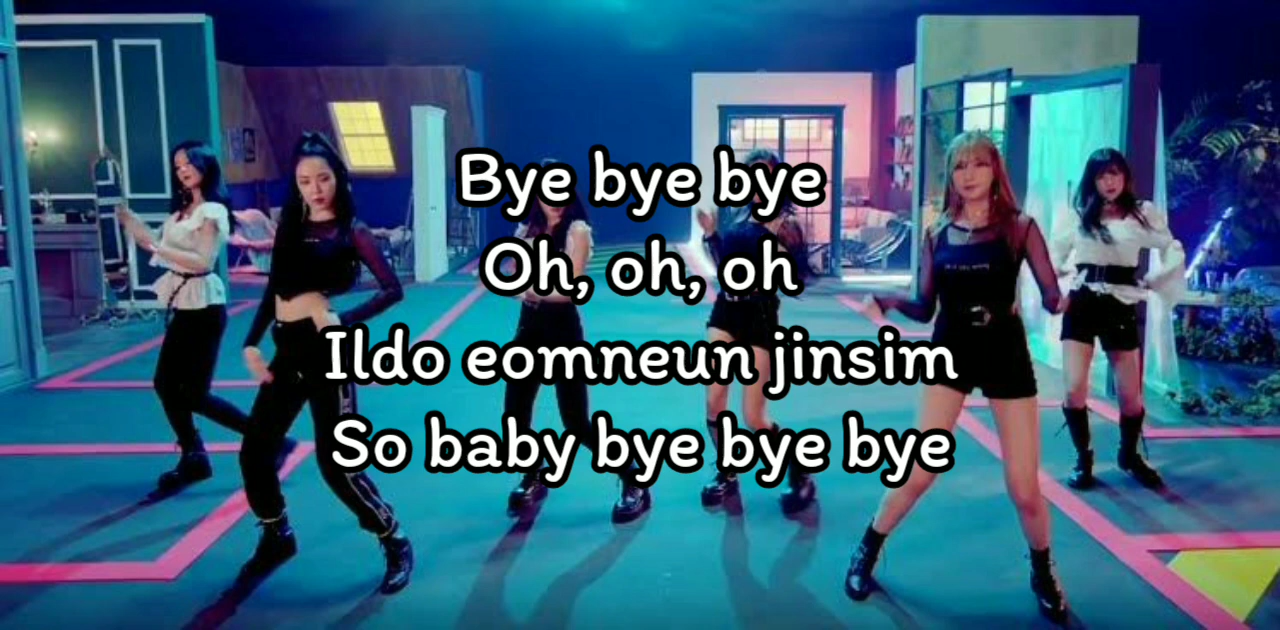 Bye bye bye
Oh, oh, oh
Ildo eomneun jinsim
So baby bye bye bye